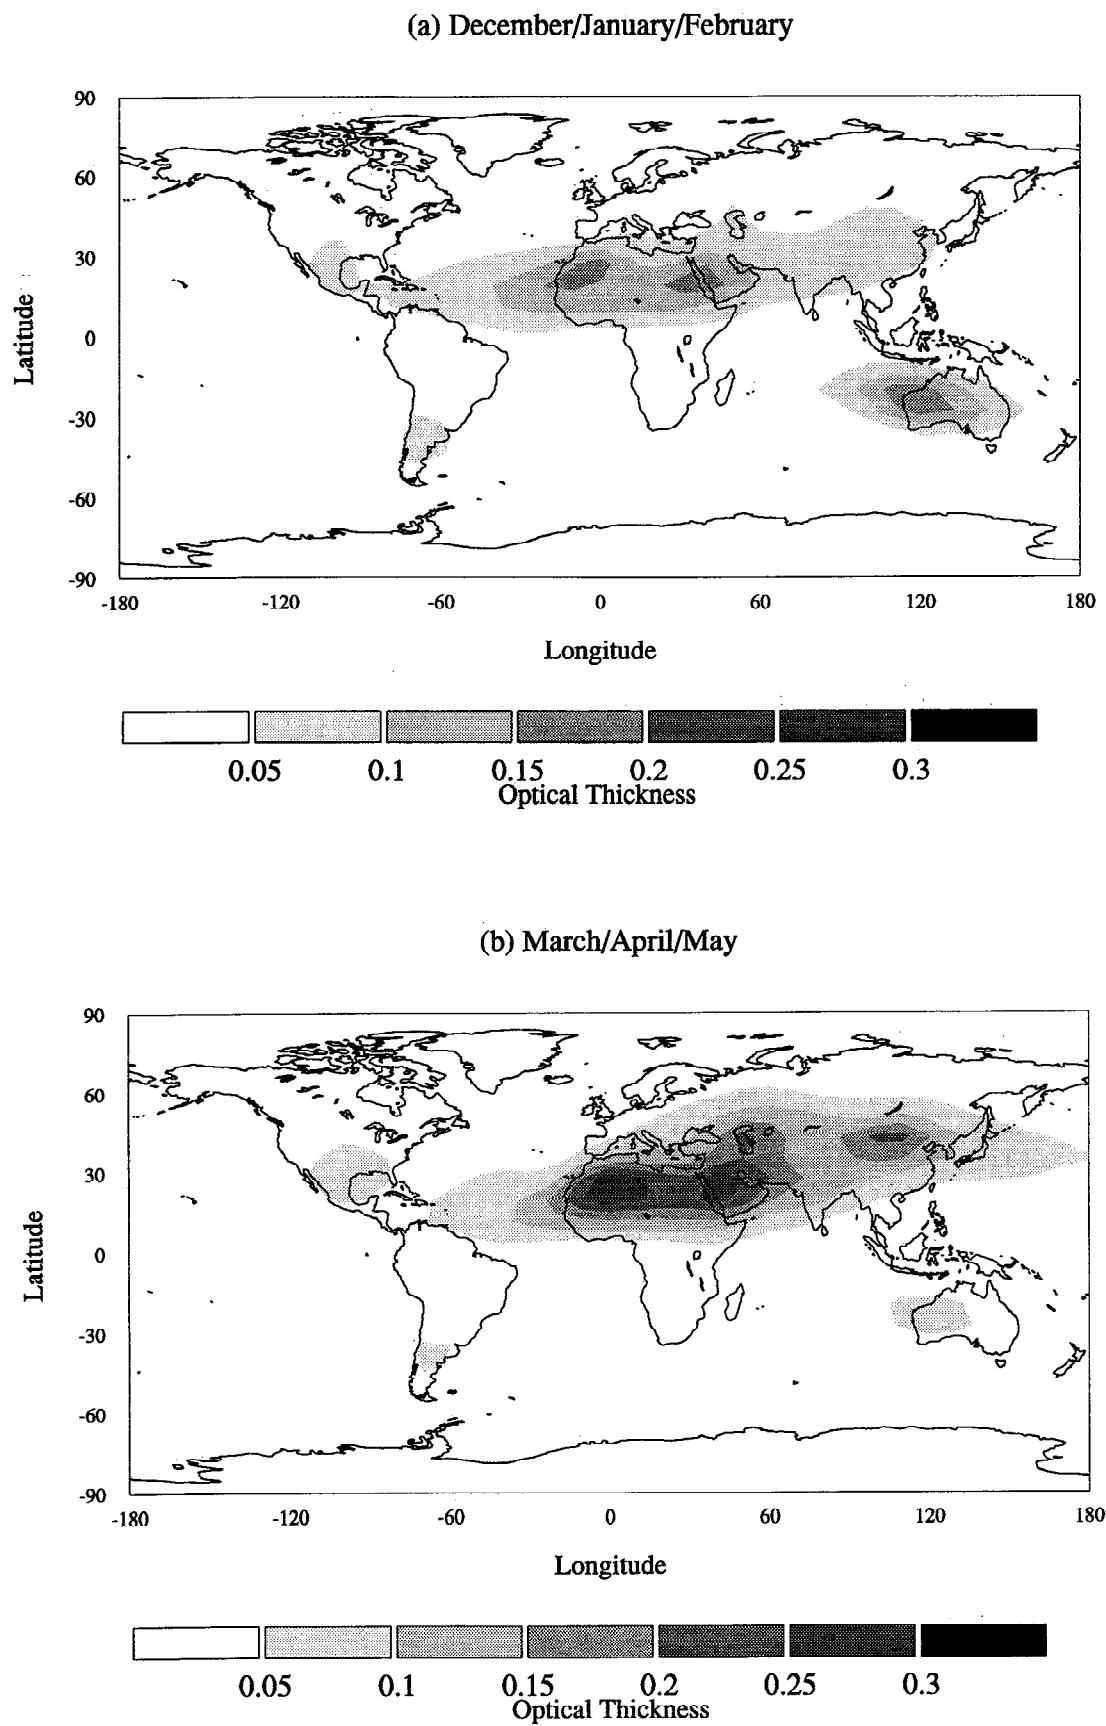 (a) December/January/February
90
60
30
0
-30
-60
-90
Latitude
-180 -120 -60 0 60 120 180
Longitude
0.05 0.1 0.15 0.2 0.25 0.3
Optical Thickness
(b) March/April/May
90
60
30
0
-30
-60
-90
Latitude
-180 -120 -60 0 60 120 180
Longitude
0.05 0.1 0.15 0.2 0.25 0.3
Optical Thickness